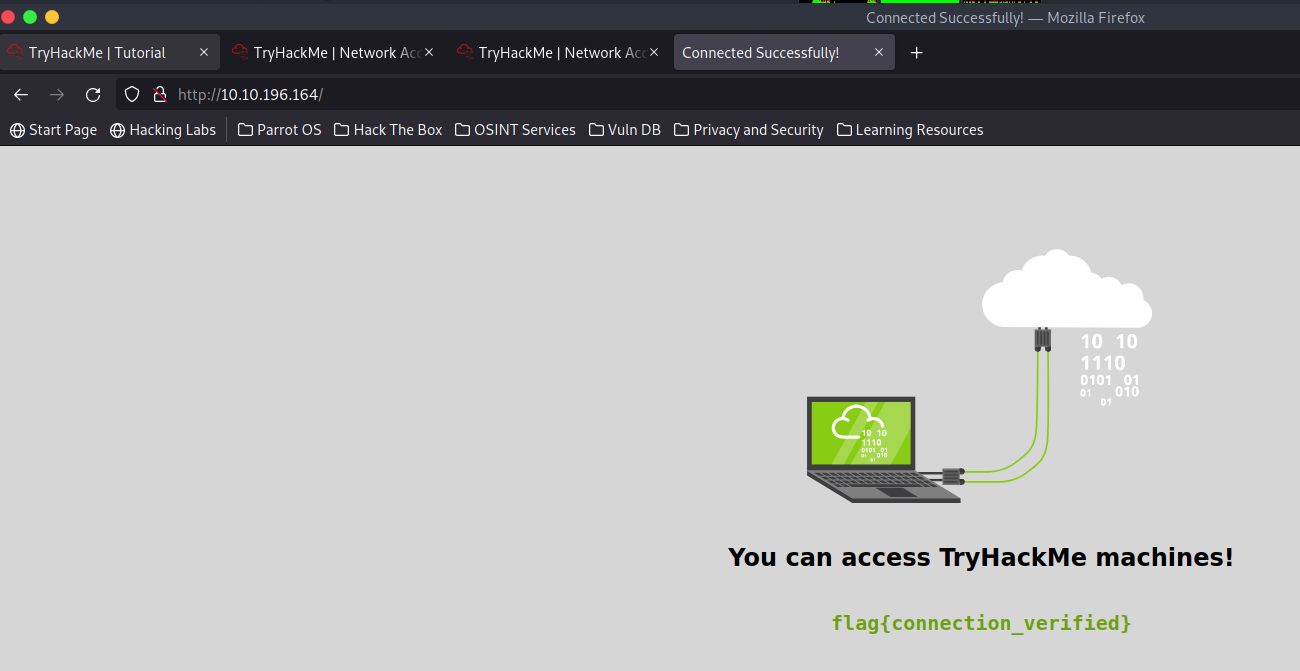 Connected Successfully! — Mozilla Firefox
TryHackMe | Tutorial
TryHackMe | Network Acc
TryHackMe | Network Acc
Connected Successfully!
http://10.10.196.164/
Start Page
Hacking Labs
Parrot OS
Hack The Box
OSINT Services
Vuln DB
Privacy and Security
Learning Resources
10 10
1110
0101 01
01 010
01
10 10
1110
0101 01
01 010
01
You can access TryHackMe machines!
flag{connection_verified}